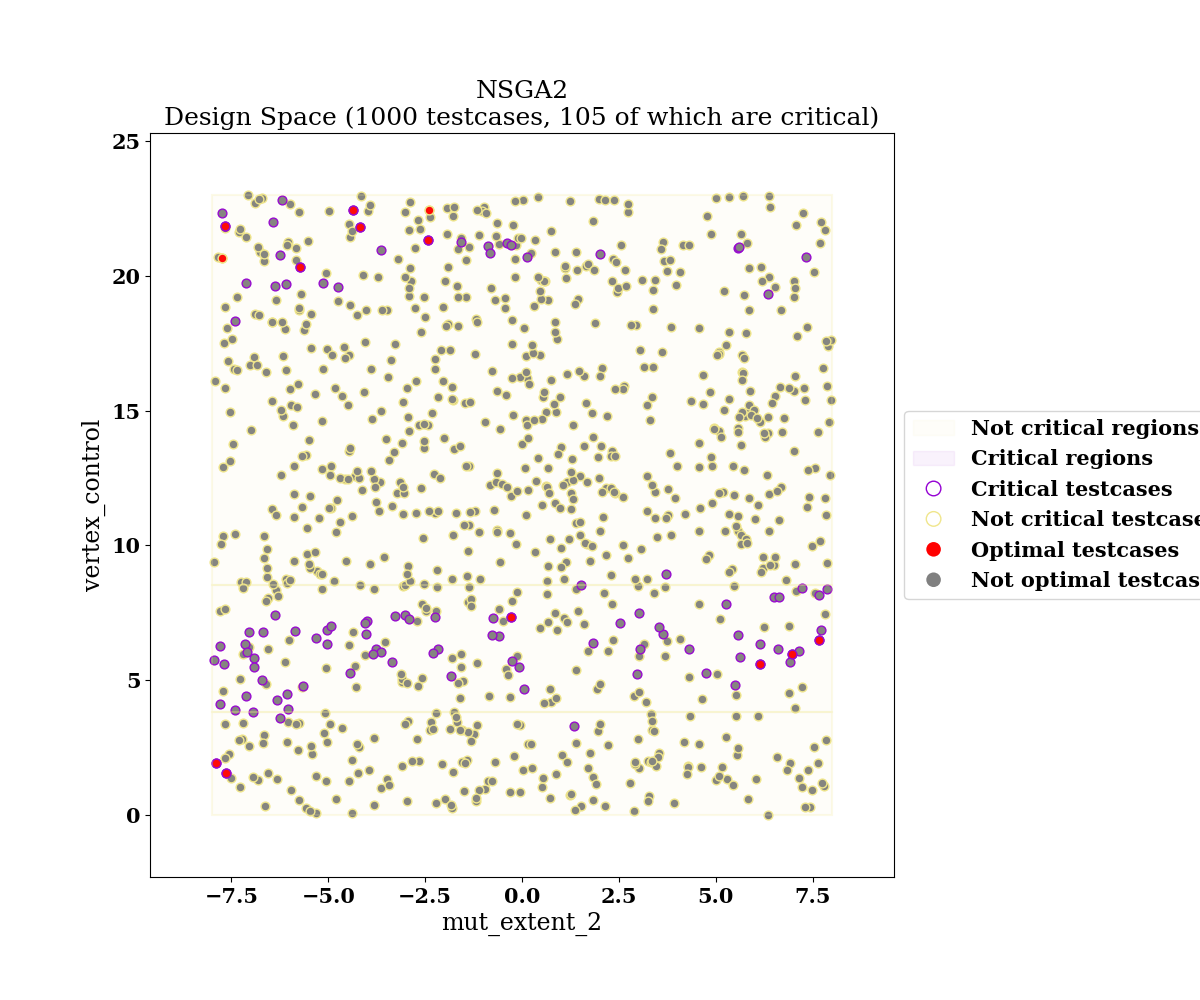 NSGA2
Design Space (1000 testcases, 105 of which are critical)
25
20
15
10
5
0
vertex_control
−7.5
−5.0
−2.5
0.0
2.5
5.0
7.5
mut_extent_2
Not critical regions
Critical regions
Critical testcases
Not critical testcase
Optimal testcases
Not optimal testcas